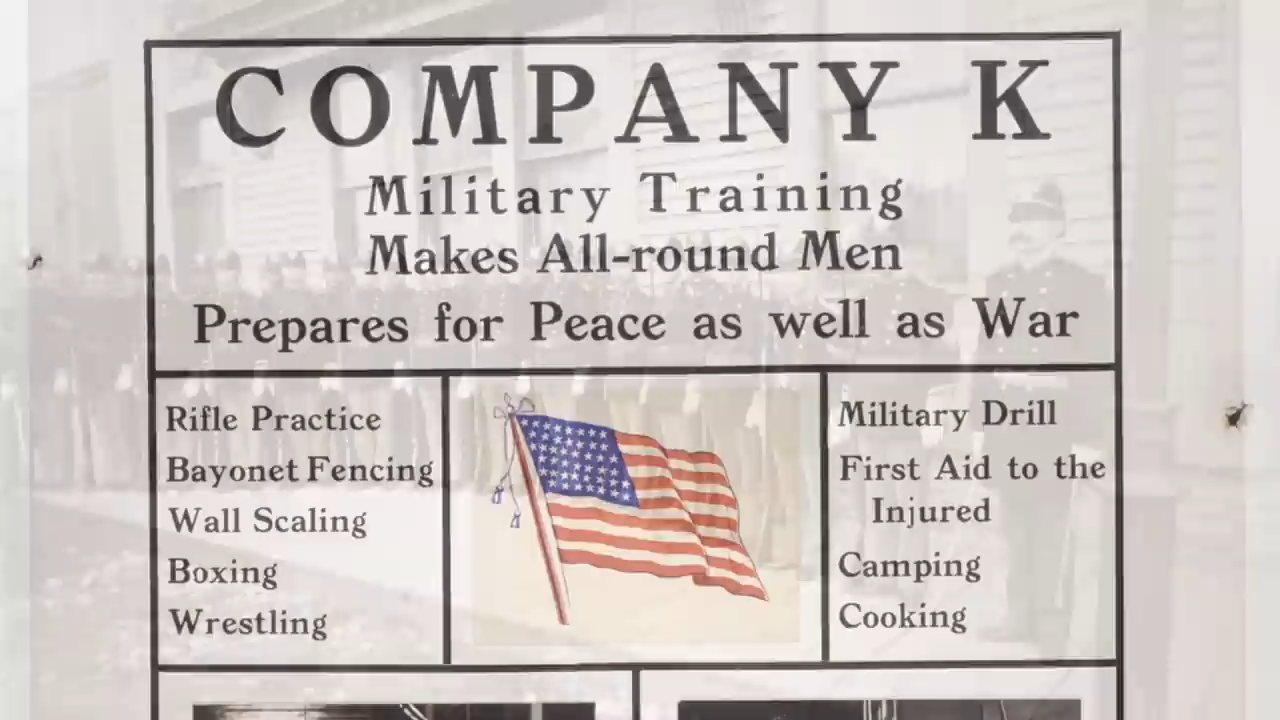 COMPANY K
Military Training
Makes All-round Men
Prepares for Peace as well as War
Rifle Practice
Bayonet Fencing
Wall Scaling
Boxing
Wrestling
Military Drill
First Aid to the
Injured
Camping
Cooking